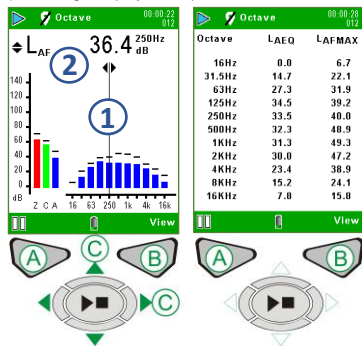 Octave 00:00:22
012
LAF 36.4 250Hz
dB
2
140
120
100
80
60
40
20
0
dB
1
Z C A 16 63 250 1k 4k 16k
View
A C B
C
Octave 00:00:28
012
Octave LAEQ LAFMAX
16Hz 0.0 6.7
31.5Hz 14.7 22.1
63Hz 27.3 31.9
125Hz 34.5 39.2
250Hz 33.5 40.0
500Hz 32.3 48.9
1KHz 31.3 49.3
2KHz 30.0 47.2
4KHz 23.4 38.9
8KHz 15.2 24.1
16KHz 7.8 15.8
View
A B